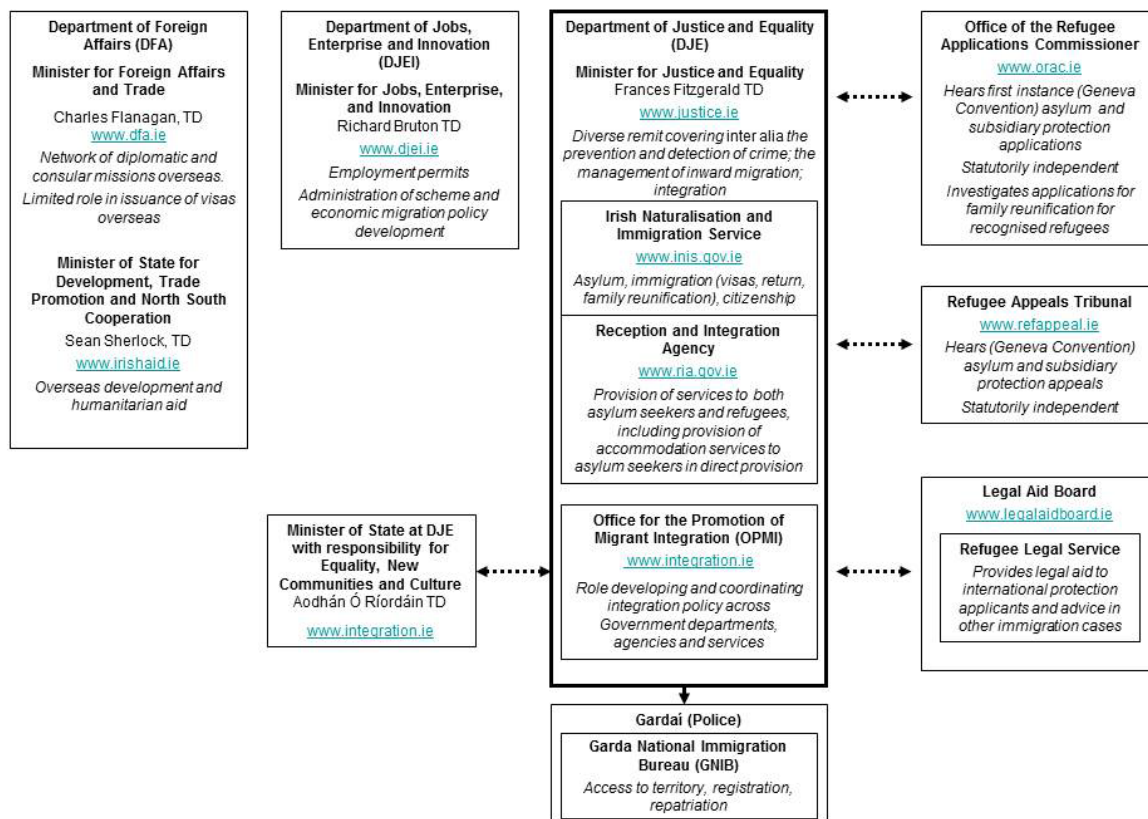 Department of Foreign
Affairs (DFA)
Minister for Foreign Affairs
and Trade
Charles Flanagan, TD
www.dfa.ie
Network of diplomatic and
consular missions overseas.
Limited role in issuance of visas
overseas
Minister of State for
Development, Trade
Promotion and North South
Cooperation
Sean Sherlock, TD
www.irishaid.ie
Overseas development and
humanitarian aid
Department of Jobs,
Enterprise and Innovation
(DJEI)
Minister for Jobs, Enterprise,
and Innovation
Richard Bruton TD
www.djei.ie
Employment permits
Administration of scheme and
economic migration policy
development
Department of Justice and Equality
(DJE)
Minister for Justice and Equality
Frances Fitzgerald TD
www.justice.ie
Diverse remit covering inter alia the
prevention and detection of crime; the
management of inward migration;
integration
Irish Naturalisation and
Immigration Service
www.inis.gov.ie
Asylum, immigration (visas, return,
family reunification), citizenship
Reception and Integration
Agency
www.ria.gov.ie
Provision of services to both
asylum seekers and refugees,
including provision of
accommodation services to
asylum seekers in direct provision
Office for the Promotion of
Migrant Integration (OPMI)
www.integration.ie
Role developing and coordinating
integration policy across
Government departments,
agencies and services
Minister of State at DJE
with responsibility for
Equality, New
Communities and Culture
Aodhán Ó Ríordáin TD
www.integration.ie
Gardaí (Police)
Garda National Immigration
Bureau (GNIB)
Access to territory, registration,
repatriation
Office of the Refugee
Applications Commissioner
www.orac.ie
Hears first instance (Geneva
Convention) asylum and
subsidiary protection
applications
Statutorily independent
Investigates applications for
family reunification for
recognised refugees
Refugee Appeals Tribunal
www.refappeal.ie
Hears (Geneva Convention)
asylum and subsidiary
protection appeals
Statutorily independent
Legal Aid Board
www.legalaidboard.ie
Refugee Legal Service
Provides legal aid to
international protection
applicants and advice in
other immigration cases